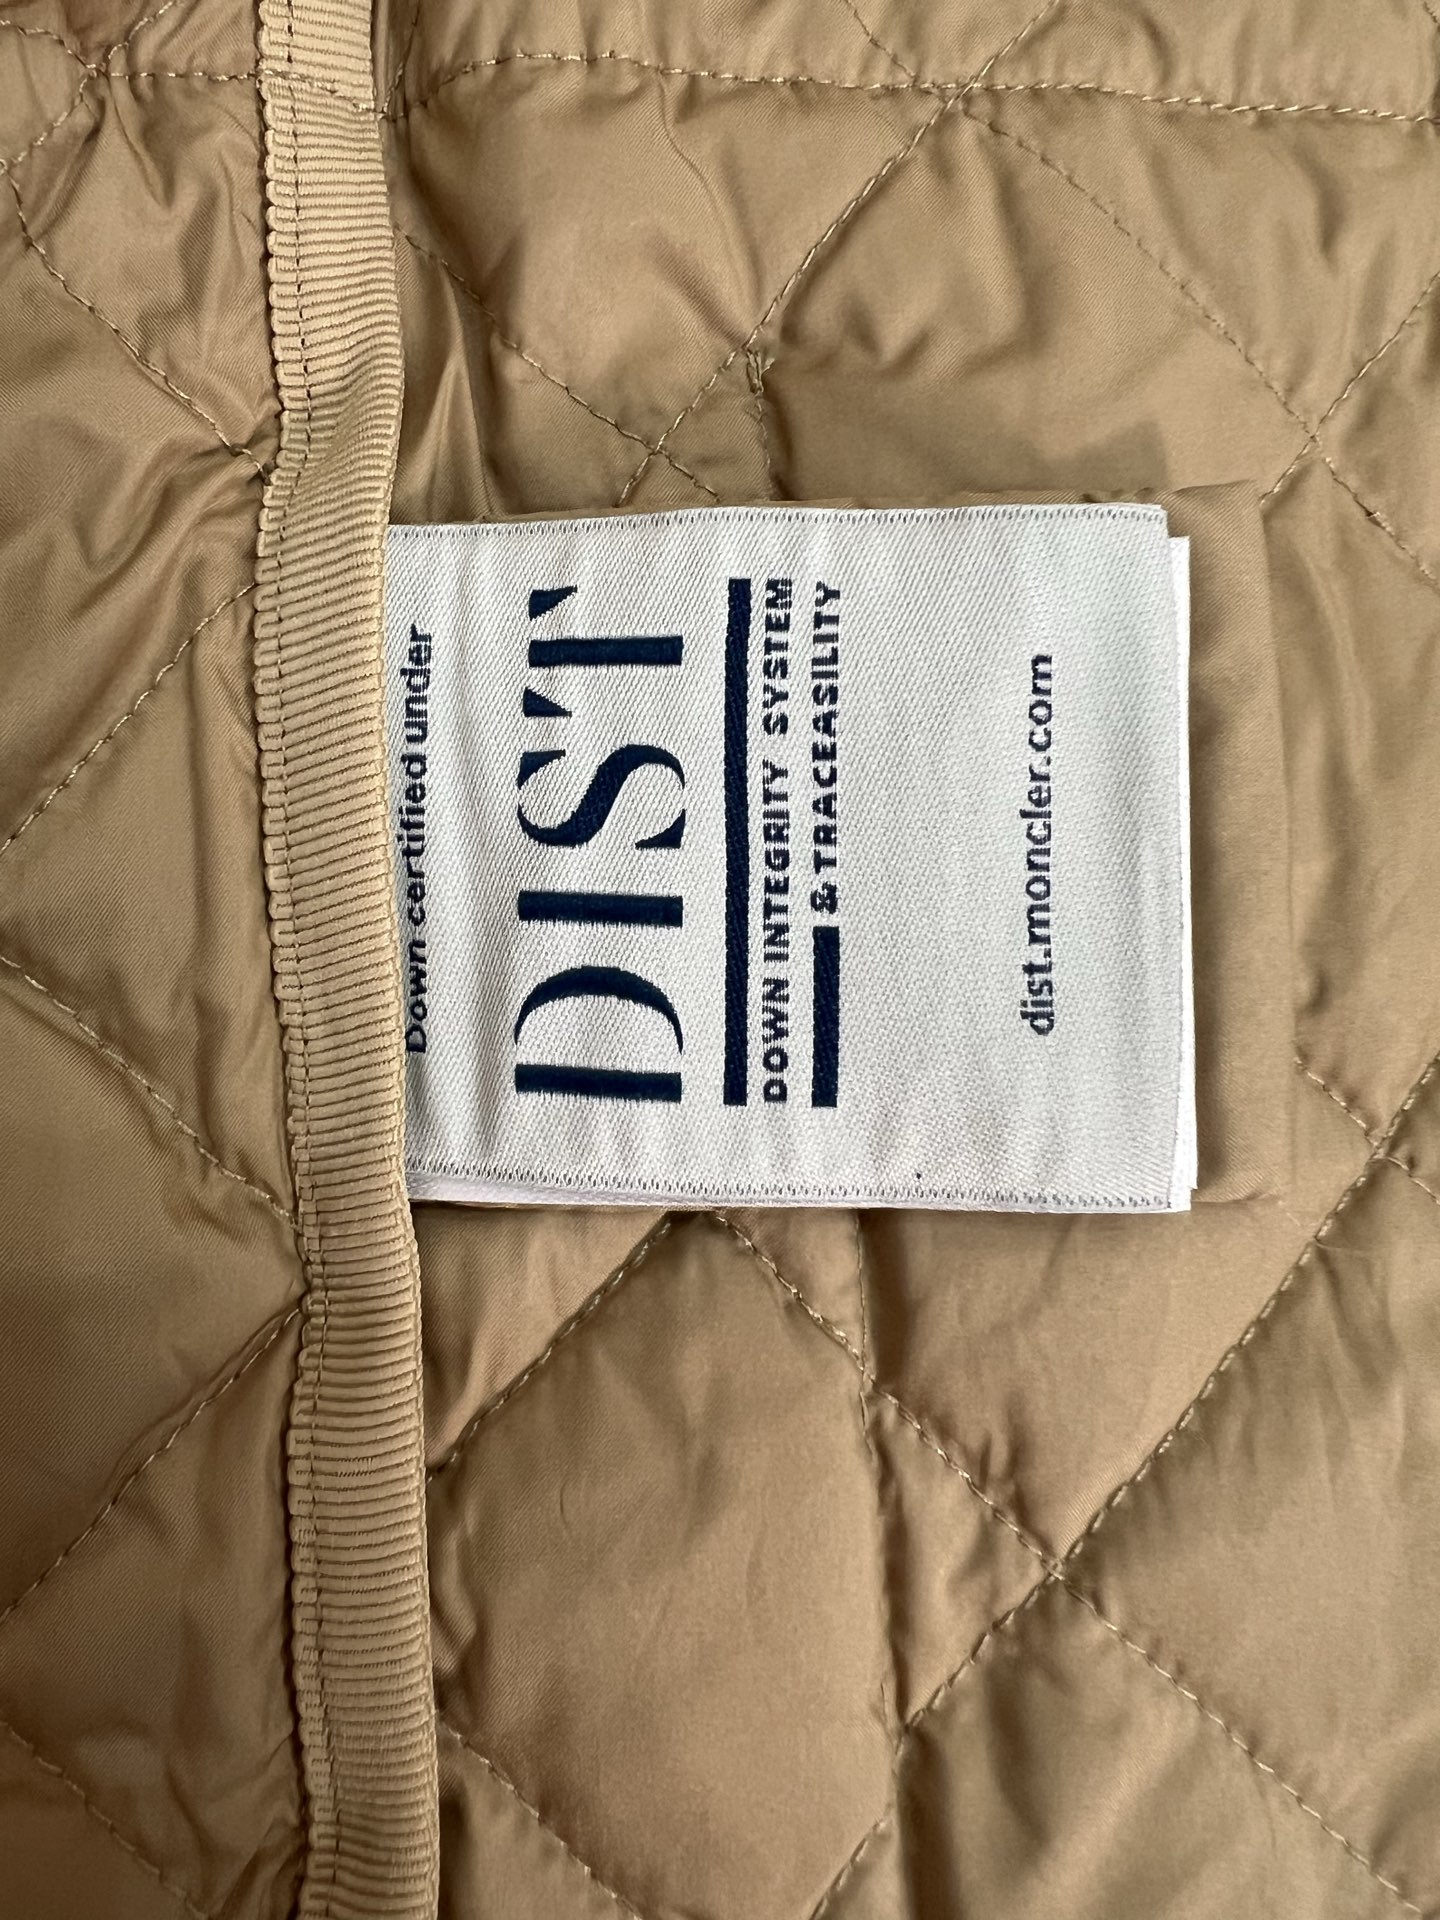 Down certified under
DIST
DOWN INTEGRITY SYSTEM
& TRACEASILITY
dist.moncler.com